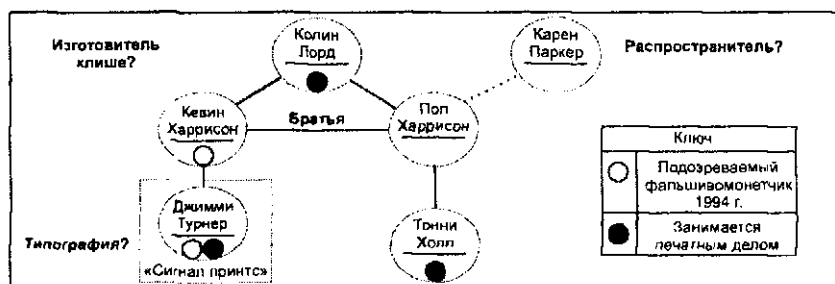 Изготовитель
клише?
Колин
Лорд
Карен
Паркер
Распространитель?
Кевин
Харрисон
Братья
Поп
Харрисон
Ключ
Подозреваемый
фальшивомонетчик
1994 г.
Занимается
печатным делом
Джимми
Турнер
Типография?
«Сигнал принтс»
Тонни
Холл